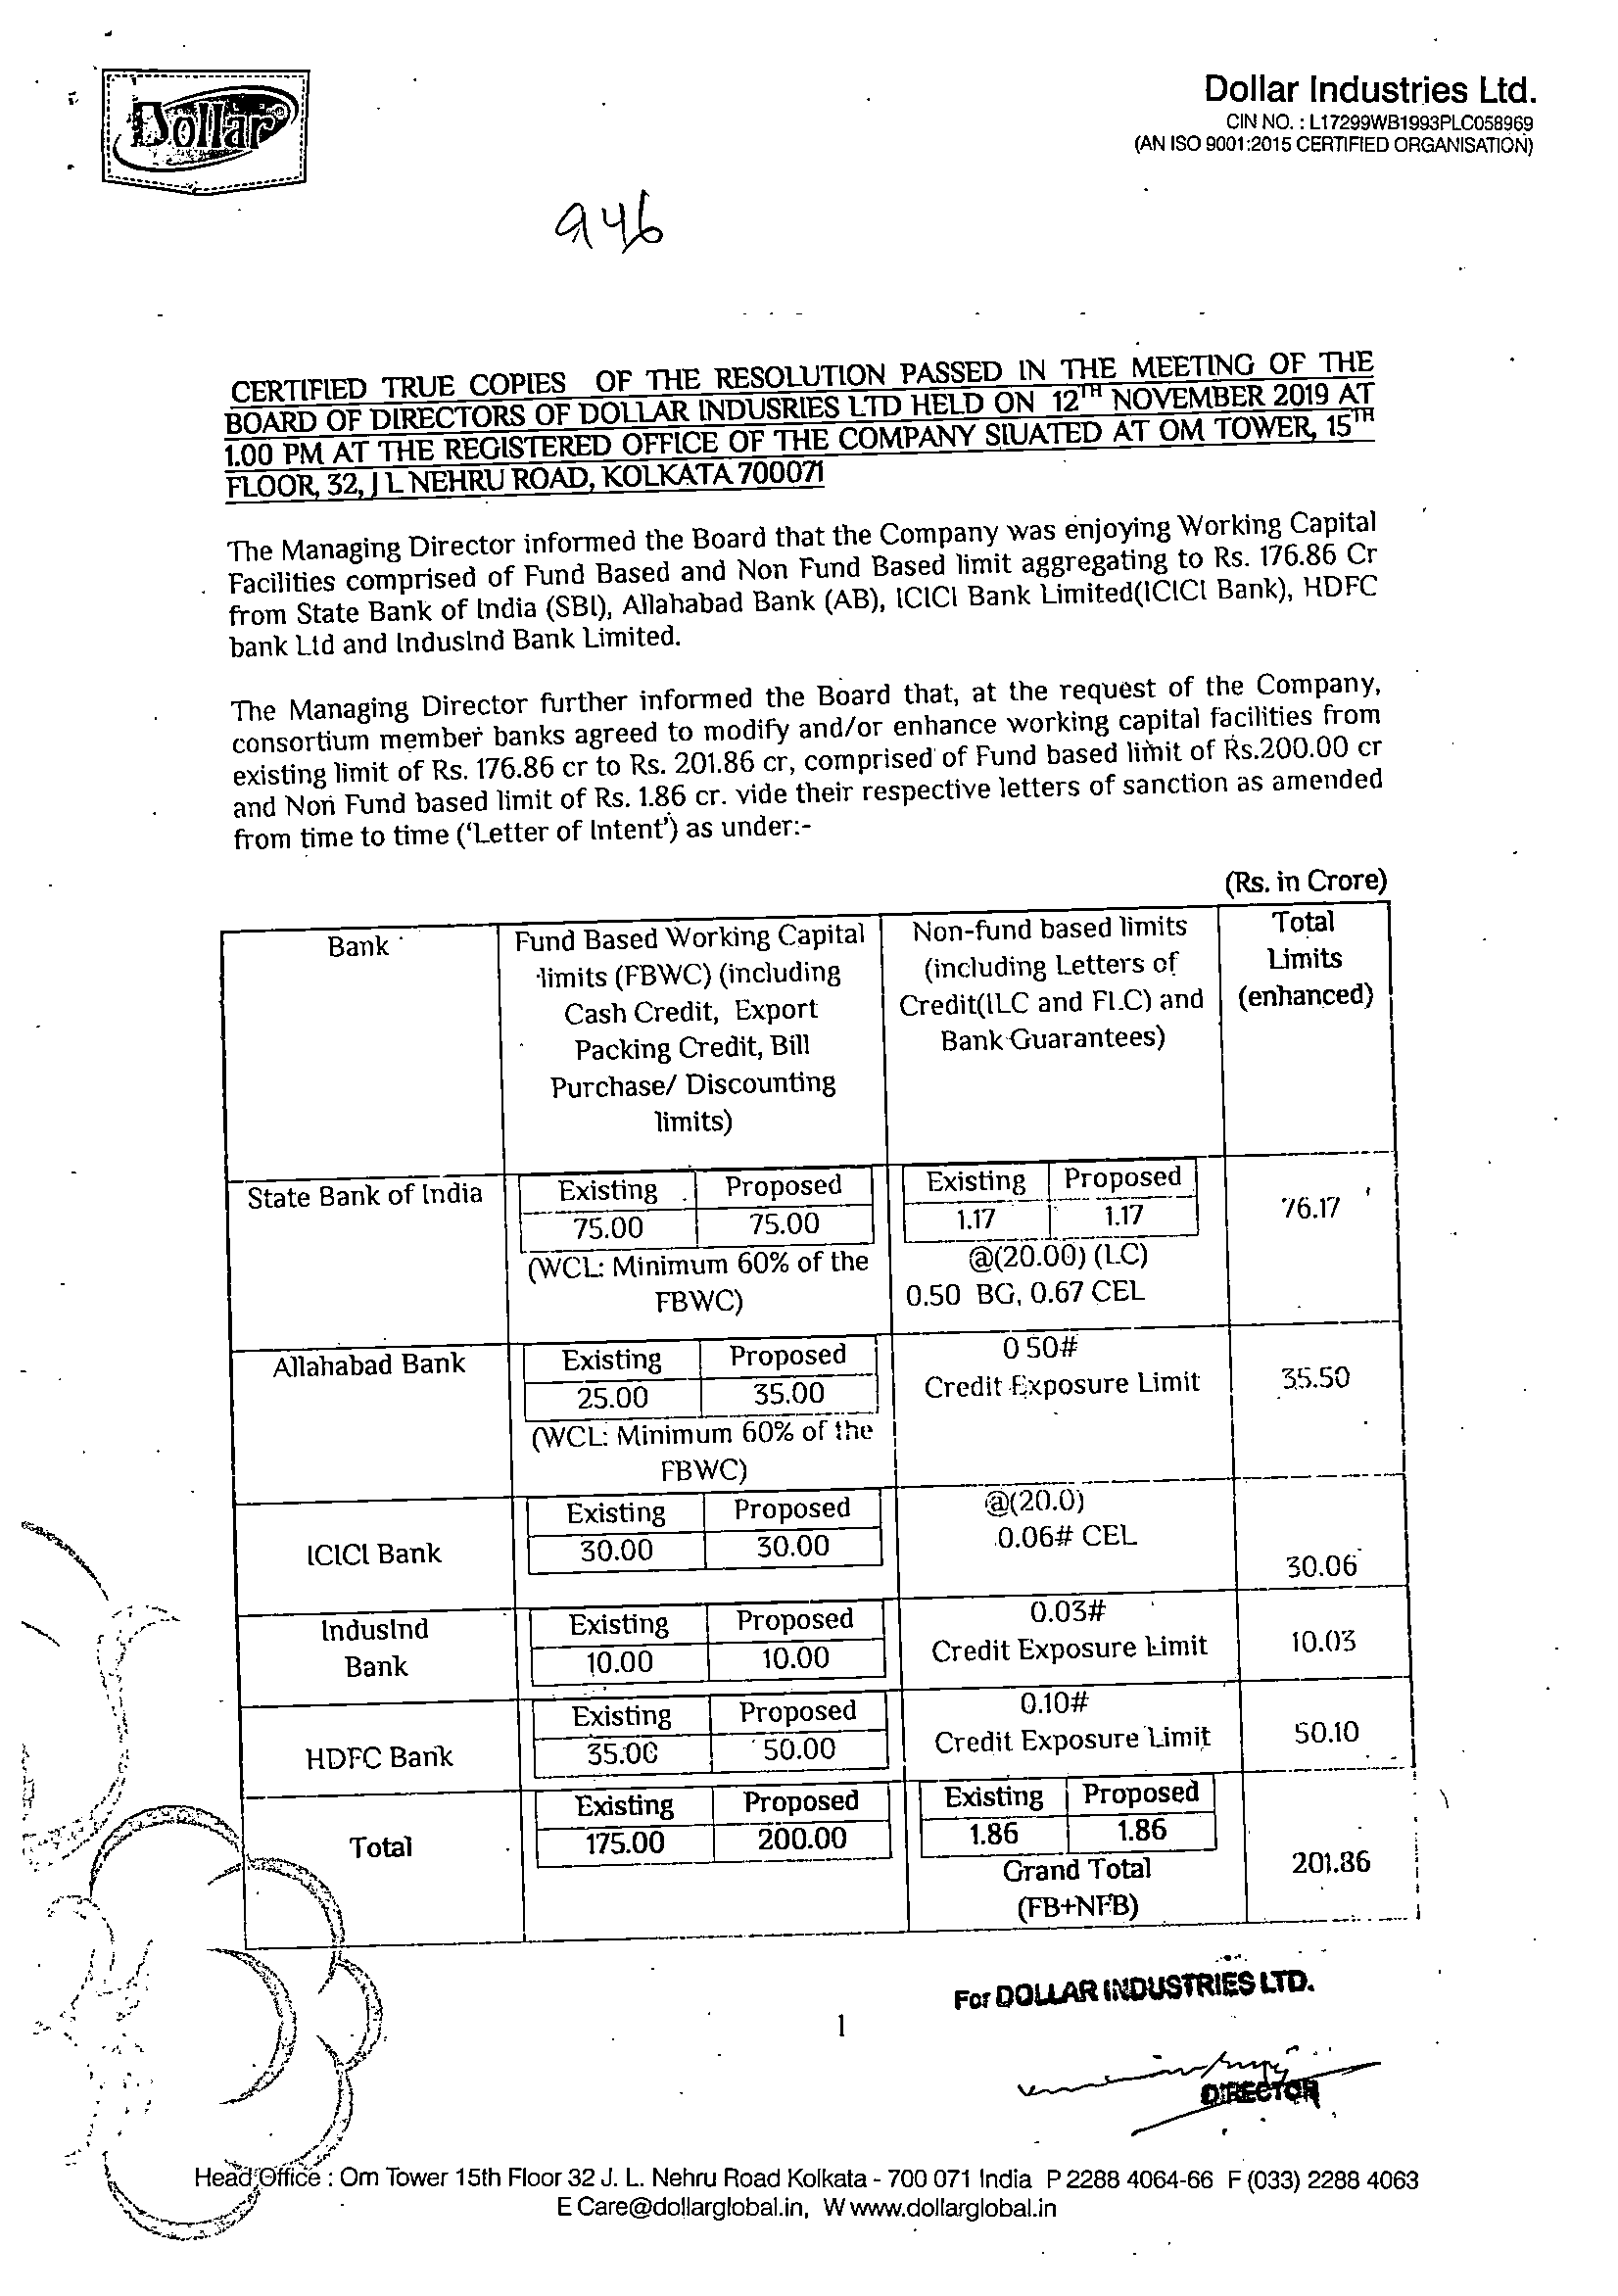 Dollar®
Dollar Industries Ltd.
CIN NO. : L17299WB1993PLC058969
(AN ISO 9001:2015 CERTIFIED ORGANISATION)
946
CERTIFIED TRUE COPIES OF THE RESOLUTION PASSED IN THE MEETING OF THE
BOARD OF DIRECTORS OF DOLLAR INDUSRIES LTD HELD ON 12TH NOVEMBER 2019 AT
1.00 PM AT THE REGISTERED OFFICE OF THE COMPANY SIUATED AT OM TOWER, 15TH
FLOOR, 32, J L NEHRU ROAD, KOLKATA 700071
The Managing Director informed the Board that the Company was enjoying Working Capital
Facilities comprised of Fund Based and Non Fund Based limit aggregating to Rs. 176.86 Cr
from State Bank of India (SBI), Allahabad Bank (AB), ICICI Bank Limited(ICICI Bank), HDFC
bank Ltd and IndusInd Bank Limited.
The Managing Director further informed the Board that, at the request of the Company,
consortium member banks agreed to modify and/or enhance working capital facilities from
existing limit of Rs. 176.86 cr to Rs. 201.86 cr, comprised of Fund based limit of Rs.200.00 cr
and Non Fund based limit of Rs. 1.86 cr. vide their respective letters of sanction as amended
from time to time (‘Letter of Intent’) as under:-
(Rs. in Crore)
Bank
Fund Based Working Capital
limits (FBWC) (including
Cash Credit, Export
Packing Credit, Bill
Purchase/ Discounting
limits)
Non-fund based limits
(including Letters of
Credit(ILC and FLC) and
Bank Guarantees)
Total
Limits
(enhanced)
State Bank of India
Existing Proposed
75.00 75.00
(WCL: Minimum 60% of the
FBWC)
Existing Proposed
1.17 1.17
@(20.00) (LC)
0.50 BG, 0.67 CEL
76.17
Allahabad Bank
Existing Proposed
25.00 35.00
(WCL: Minimum 60% of the
FBWC)
0 50#
Credit Exposure Limit
35.50
ICICI Bank
Existing Proposed
30.00 30.00
@(20.0)
0.06# CEL
30.06
IndusInd
Bank
Existing Proposed
10.00 10.00
0.03#
Credit Exposure Limit
10.03
HDFC Bank
Existing Proposed
35.00 50.00
0.10#
Credit Exposure Limit
50.10
Total
Existing Proposed
175.00 200.00
Existing Proposed
1.86 1.86
Grand Total
(FB+NFB)
201.86
For DOLLAR INDUSTRIES LTD.
1
DIRECTOR
Head Office : Om Tower 15th Floor 32 J. L. Nehru Road Kolkata - 700 071 India P 2288 4064-66 F (033) 2288 4063
E Care@dollarglobal.in, W www.dollarglobal.in